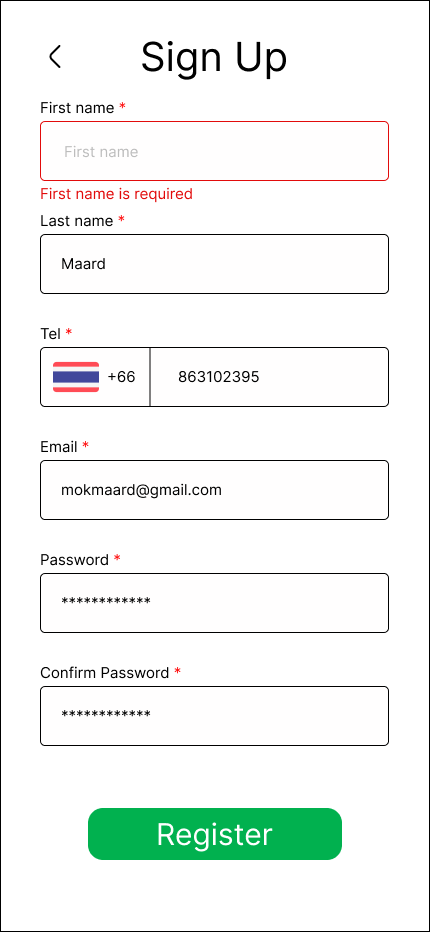 Sign Up
First name *
First name
First name is required
Last name *
Maard
Tel *
+66 863102395
Email *
mokmaard@gmail.com
Password *
************
Confirm Password *
************
Register